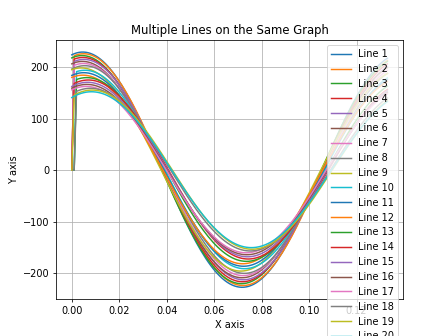 Multiple Lines on the Same Graph
Y axis
200
100
0
−100
−200
0.00
0.02
0.04
0.06
0.08
0.10
X axis
Line 1
Line 2
Line 3
Line 4
Line 5
Line 6
Line 7
Line 8
Line 9
Line 10
Line 11
Line 12
Line 13
Line 14
Line 15
Line 16
Line 17
Line 18
Line 19
Line 20